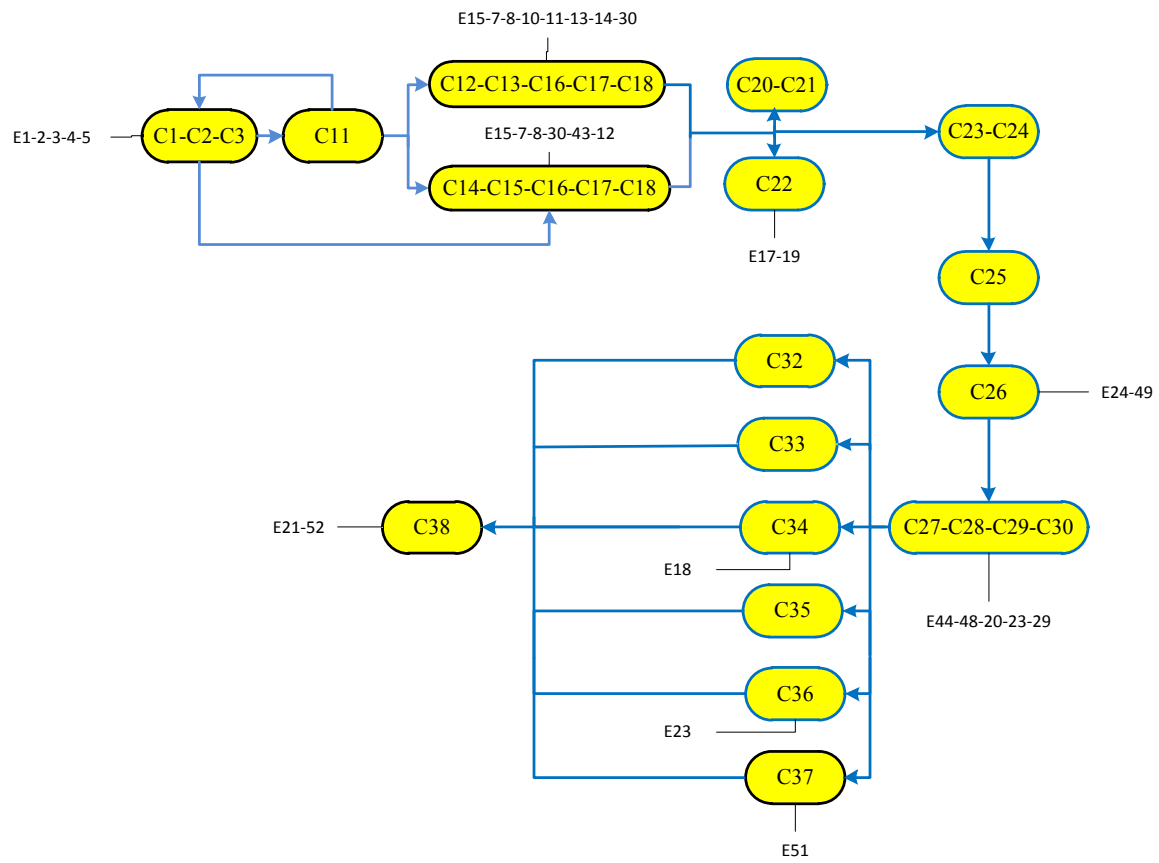 E15-7-8-10-11-13-14-30
C12-C13-C16-C17-C18
C20-C21
E1-2-3-4-5
C1-C2-C3
C11
E15-7-8-30-43-12
C23-C24
C14-C15-C16-C17-C18
C22
E17-19
C25
C32
C26
E24-49
C33
E21-52
C38
C34
C27-C28-C29-C30
E18
C35
E44-48-20-23-29
C36
E23
C37
E51